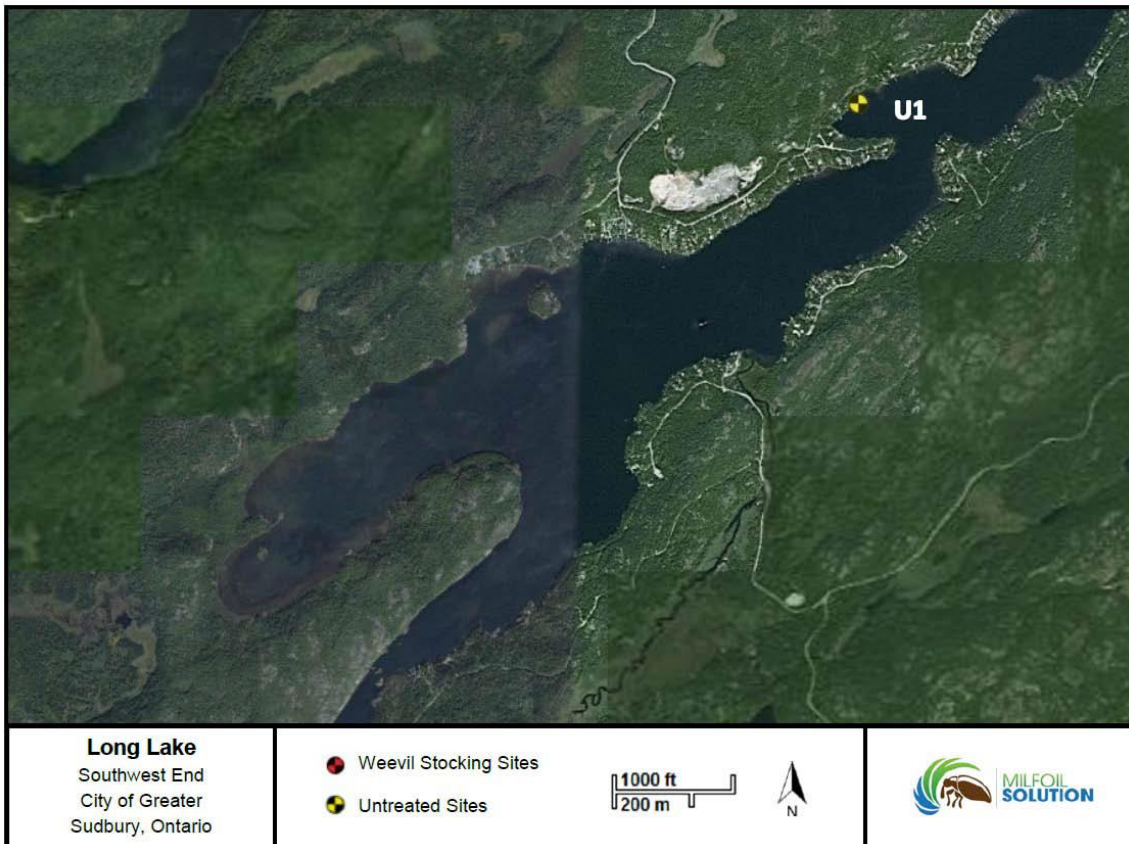 U1
Long Lake
Southwest End
City of Greater
Sudbury, Ontario
Weevil Stocking Sites
Untreated Sites
1000 ft
200 m
N
MILFOIL
SOLUTION